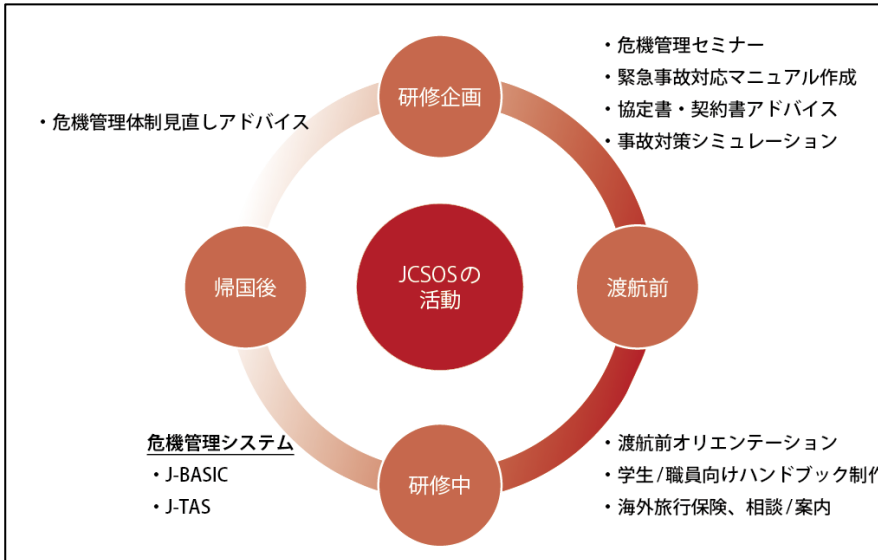 研修企画
・危機管理セミナー
・緊急事故対応マニュアル作成
・協定書・契約書アドバイス
・事故対策シミュレーション
・危機管理体制見直しアドバイス
帰国後
JCSOSの
活動
渡航前
危機管理システム
・J-BASIC
・J-TAS
研修中
・渡航前オリエンテーション
・学生/職員向けハンドブック制作
・海外旅行保険、相談/案内